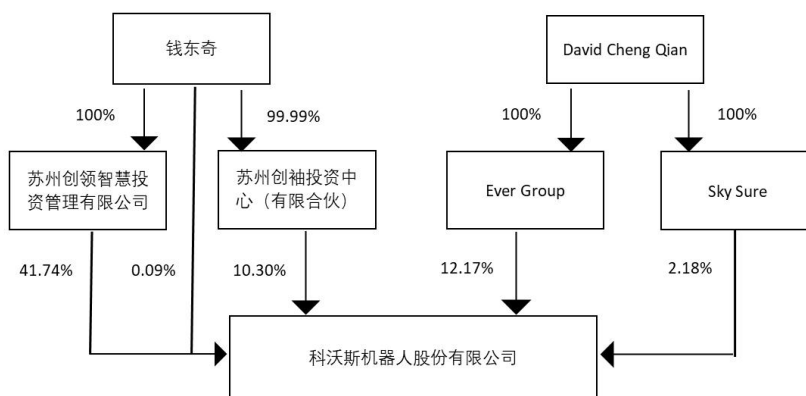 钱东奇
David Cheng Qian
100%
99.99%
100%
100%
苏州创领智慧投
资管理有限公司
苏州创袖投资中
心（有限合伙）
Ever Group
Sky Sure
41.74%
0.09%
10.30%
12.17%
2.18%
科沃斯机器人股份有限公司